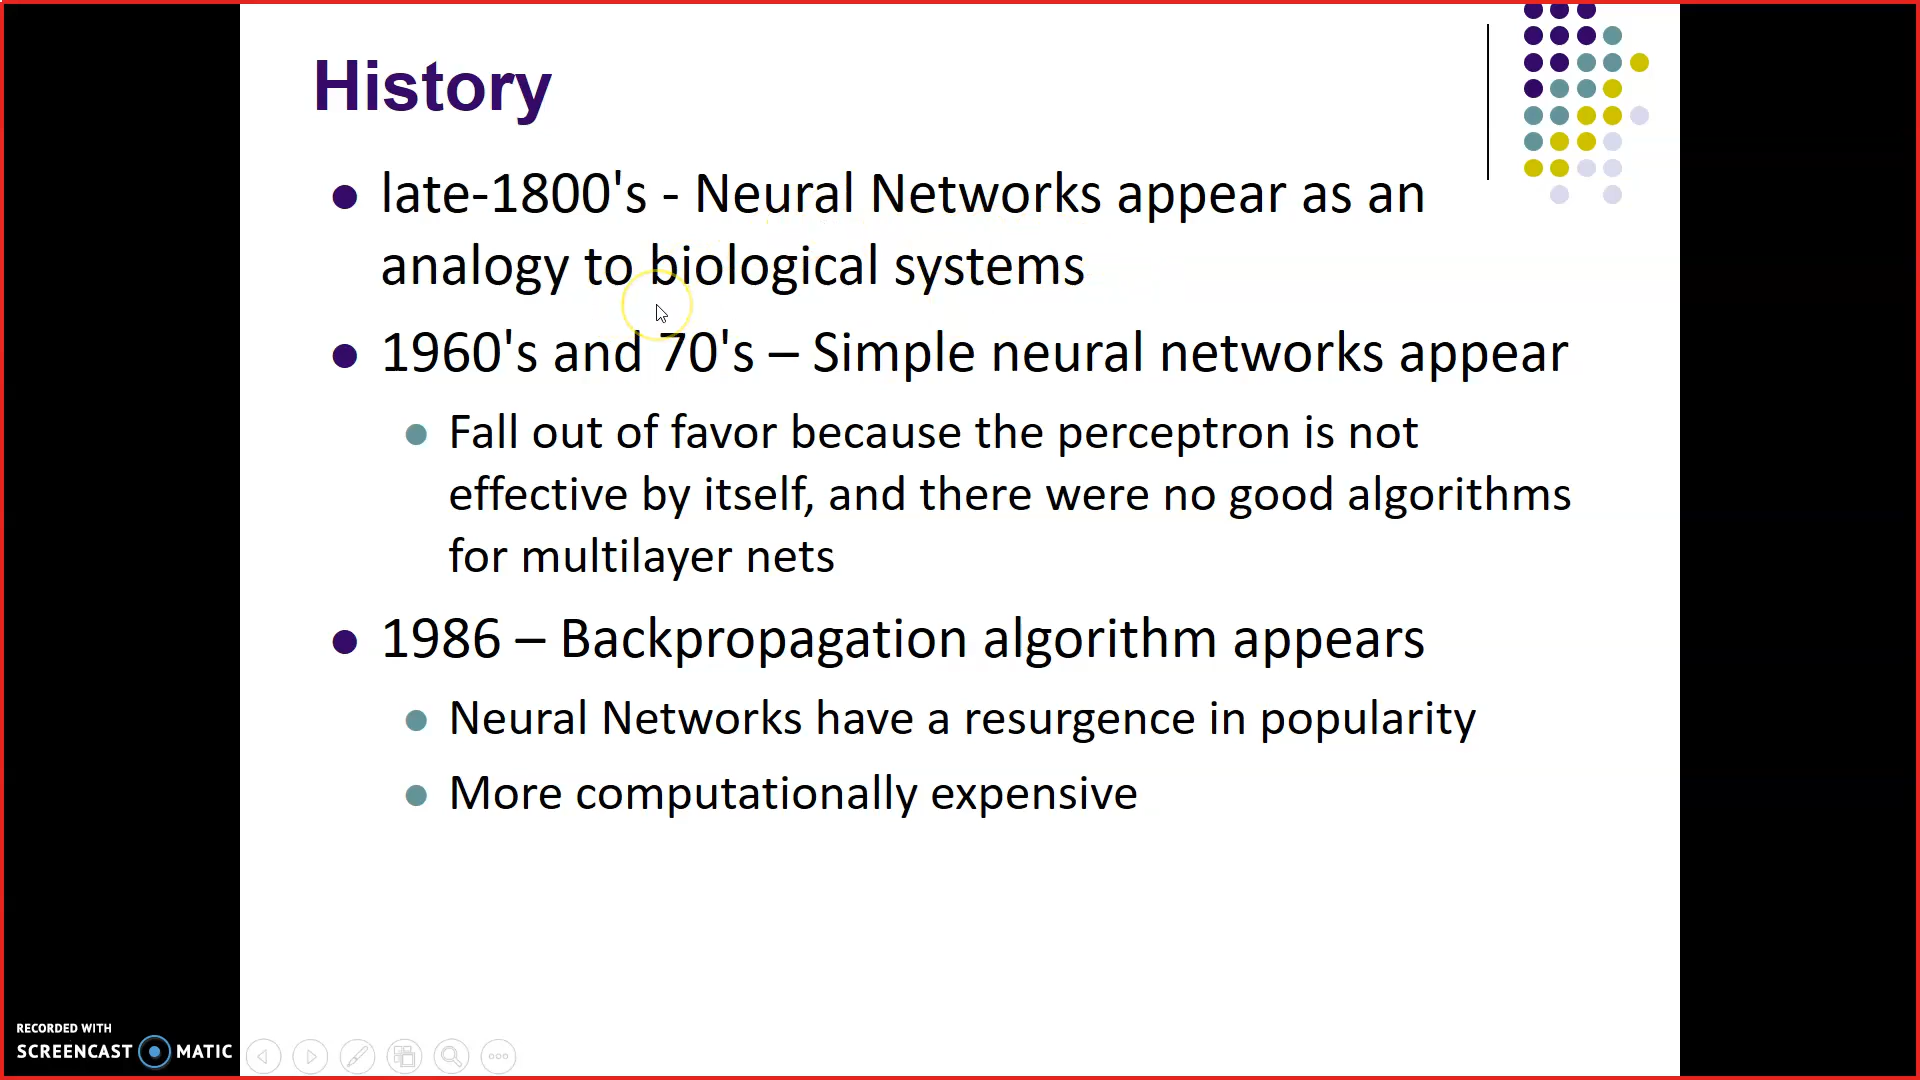 History
late-1800's - Neural Networks appear as an
analogy to biological systems
1960's and 70's – Simple neural networks appear
Fall out of favor because the perceptron is not
effective by itself, and there were no good algorithms
for multilayer nets
1986 – Backpropagation algorithm appears
Neural Networks have a resurgence in popularity
More computationally expensive
RECORDED WITH
SCREENCAST MATIC